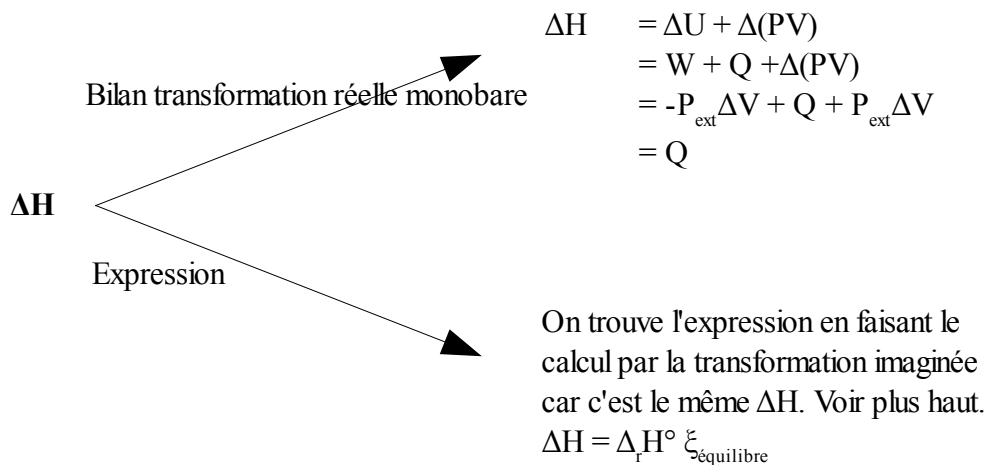 ΔH = ΔU + Δ(PV)
= W + Q +Δ(PV)
= -P_ext ΔV + Q + P_ext ΔV
= Q
Bilan transformation réelle monobare
ΔH
Expression
On trouve l'expression en faisant le
calcul par la transformation imaginée
car c'est le même ΔH. Voir plus haut.
ΔH = Δ_r H° ξ_équilibre